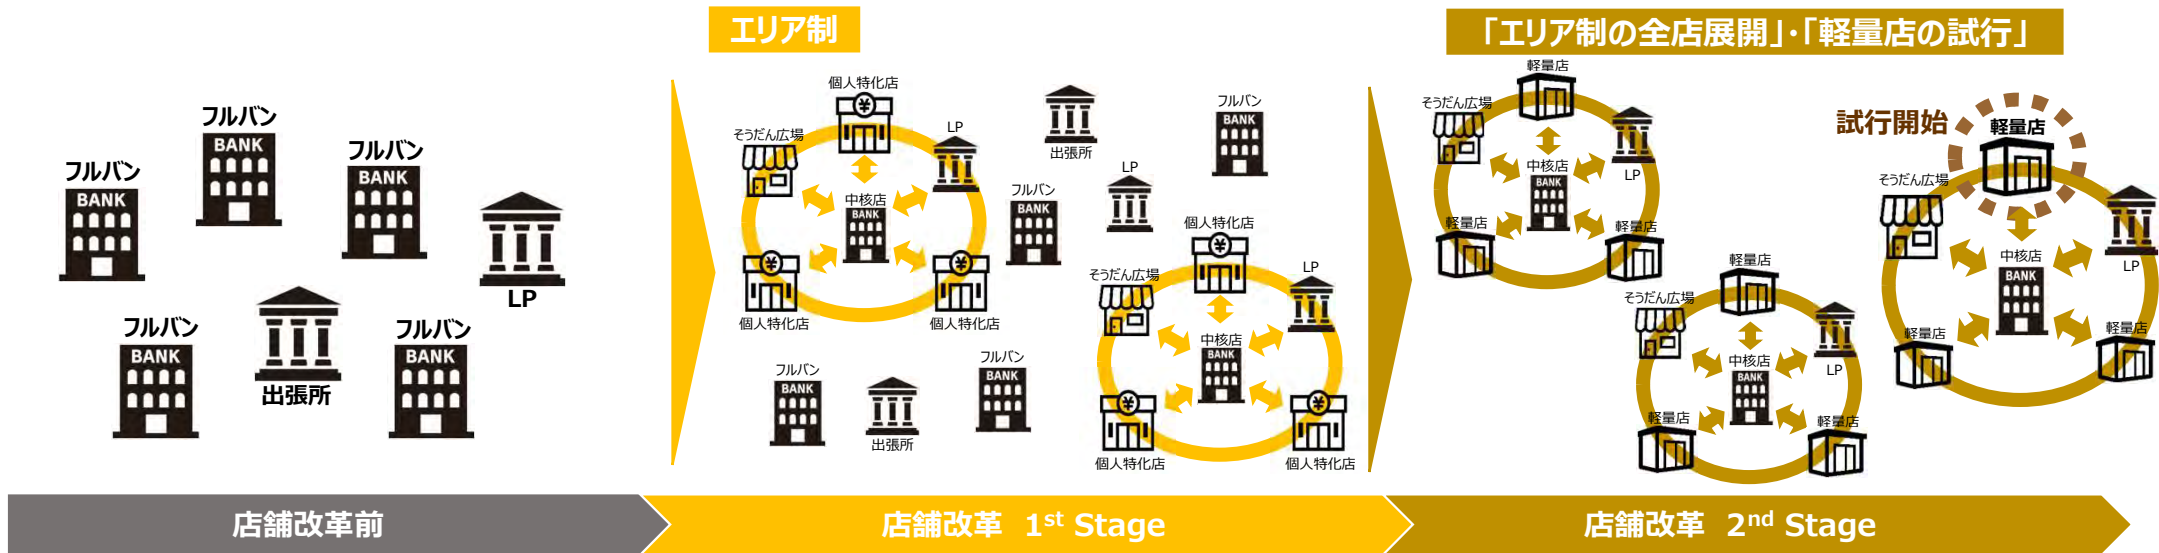 エリア制
「エリア制の全店展開」・「軽量店の試行」
フルバン
BANK
フルバン
BANK
フルバン
BANK
LP
フルバン
BANK
出張所
フルバン
BANK
個人特化店
¥
そうだん広場
LP
中核店
BANK
¥
個人特化店
¥
個人特化店
出張所
フルバン
BANK
LP
フルバン
BANK
個人特化店
¥
そうだん広場
LP
中核店
BANK
¥
個人特化店
¥
個人特化店
フルバン
BANK
出張所
フルバン
BANK
軽量店
そうだん広場
LP
中核店
BANK
軽量店
軽量店
軽量店
そうだん広場
LP
中核店
BANK
軽量店
軽量店
試行開始
軽量店
そうだん広場
LP
中核店
BANK
軽量店
軽量店
店舗改革前
店舗改革 1st Stage
店舗改革 2nd Stage